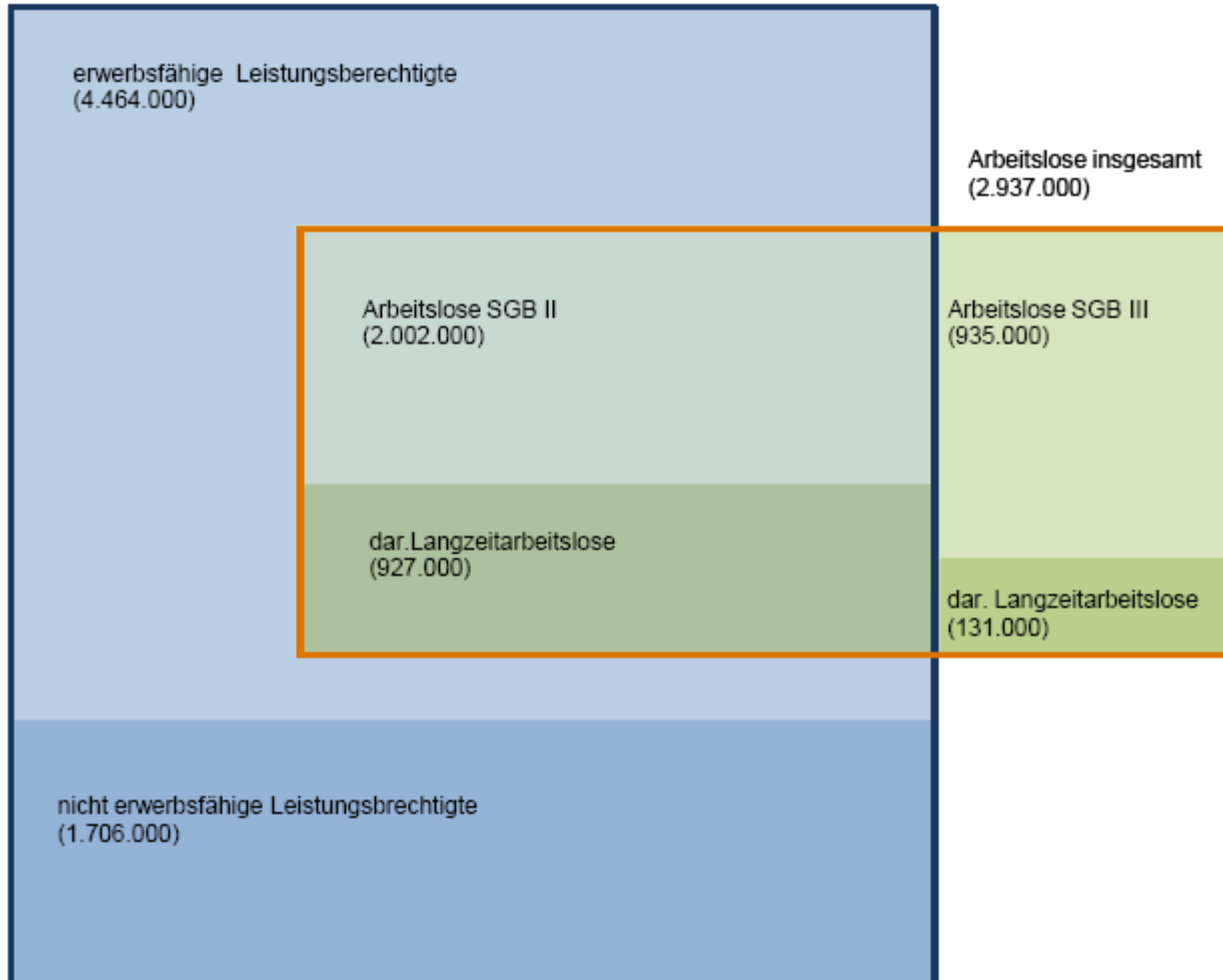 erwerbsfähige Leistungsberechtigte
(4.464.000)
Arbeitslose insgesamt
(2.937.000)
Arbeitslose SGB II
(2.002.000)
Arbeitslose SGB III
(935.000)
dar.Langzeitarbeitslose
(927.000)
dar. Langzeitarbeitslose
(131.000)
nicht erwerbsfähige Leistungsbrechtigte
(1.706.000)